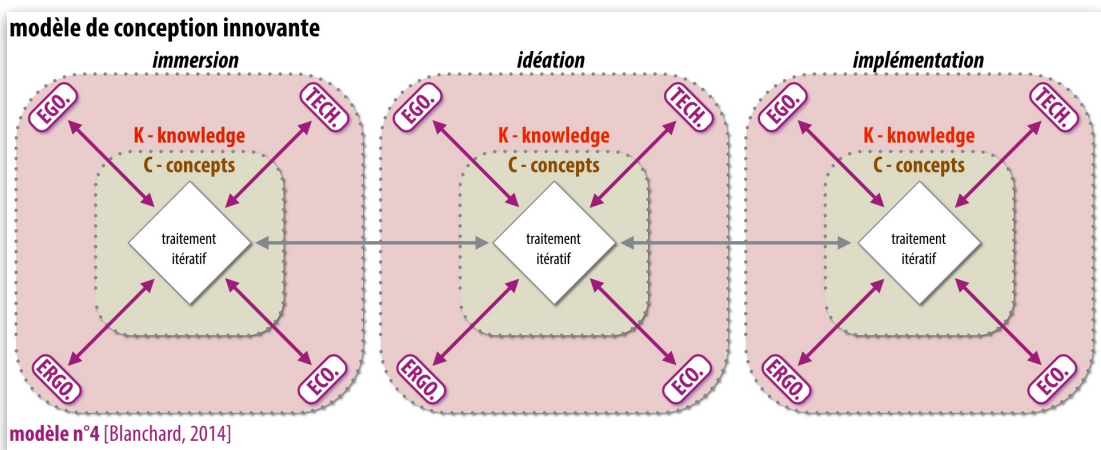 modèle de conception innovante
immersion
EGO.
TECH.
K - knowledge
C - concepts
traitement
itératif
ERGO.
ECO.
idéation
EGO.
TECH.
K - knowledge
C - concepts
traitement
itératif
ERGO.
ECO.
implémentation
EGO.
TECH.
K - knowledge
C - concepts
traitement
itératif
ERGO.
ECO.
modèle n°4 [Blanchard, 2014]